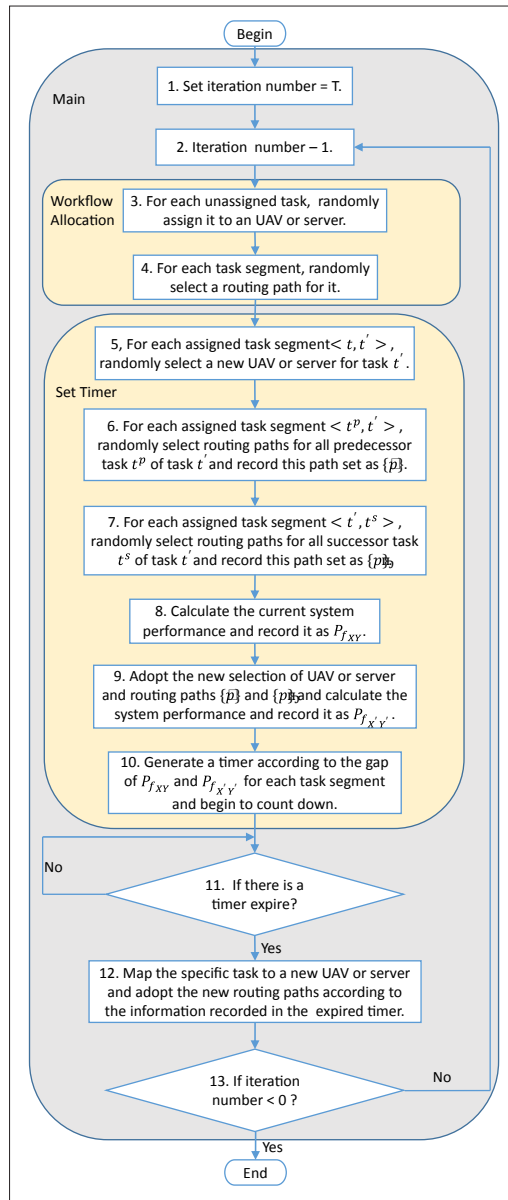 Begin
Main
1. Set iteration number = T.
2. Iteration number – 1.
Workflow
Allocation
3. For each unassigned task, randomly
assign it to an UAV or server.
4. For each task segment, randomly
select a routing path for it.
5, For each assigned task segment< t, t′ >,
randomly select a new UAV or server for task t′.
Set Timer
6. For each assigned task segment < tᵖ, t′ >,
randomly select routing paths for all predecessor
task tᵖ of task t′ and record this path set as {p}.
7. For each assigned task segment < t′, tˢ >,
randomly select routing paths for all successor task
tˢ of task t′ and record this path set as
8. Calculate the current system
performance and record it as P_{f_{XY}}.
9. Adopt the new selection of UAV or server
and routing paths {p} and and calculate the
system performance and record it as P_{f_{X′Y′}}.
10. Generate a timer according to the gap
of P_{f_{XY}} and P_{f_{X′Y′}} for each task segment
and begin to count down.
No
11. If there is a
timer expire?
Yes
12. Map the specific task to a new UAV or server
and adopt the new routing paths according to
the information recorded in the expired timer.
13. If iteration
number < 0 ?
No
Yes
End